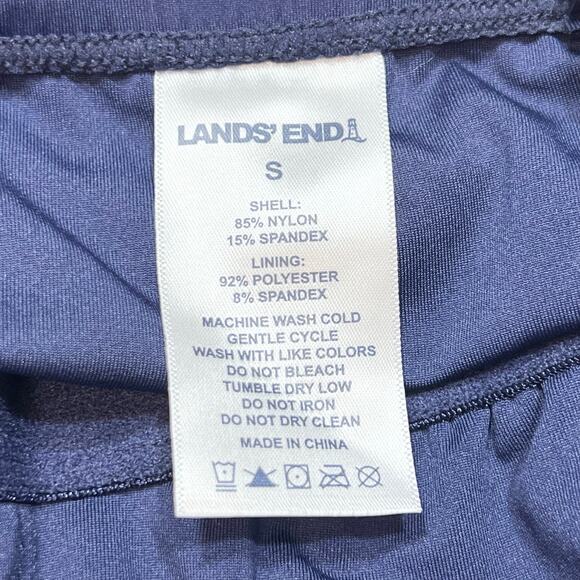 LANDS' END
S
SHELL:
85% NYLON
15% SPANDEX
LINING:
92% POLYESTER
8% SPANDEX
MACHINE WASH COLD
GENTLE CYCLE
WASH WITH LIKE COLORS
DO NOT BLEACH
TUMBLE DRY LOW
DO NOT IRON
DO NOT DRY CLEAN
MADE IN CHINA